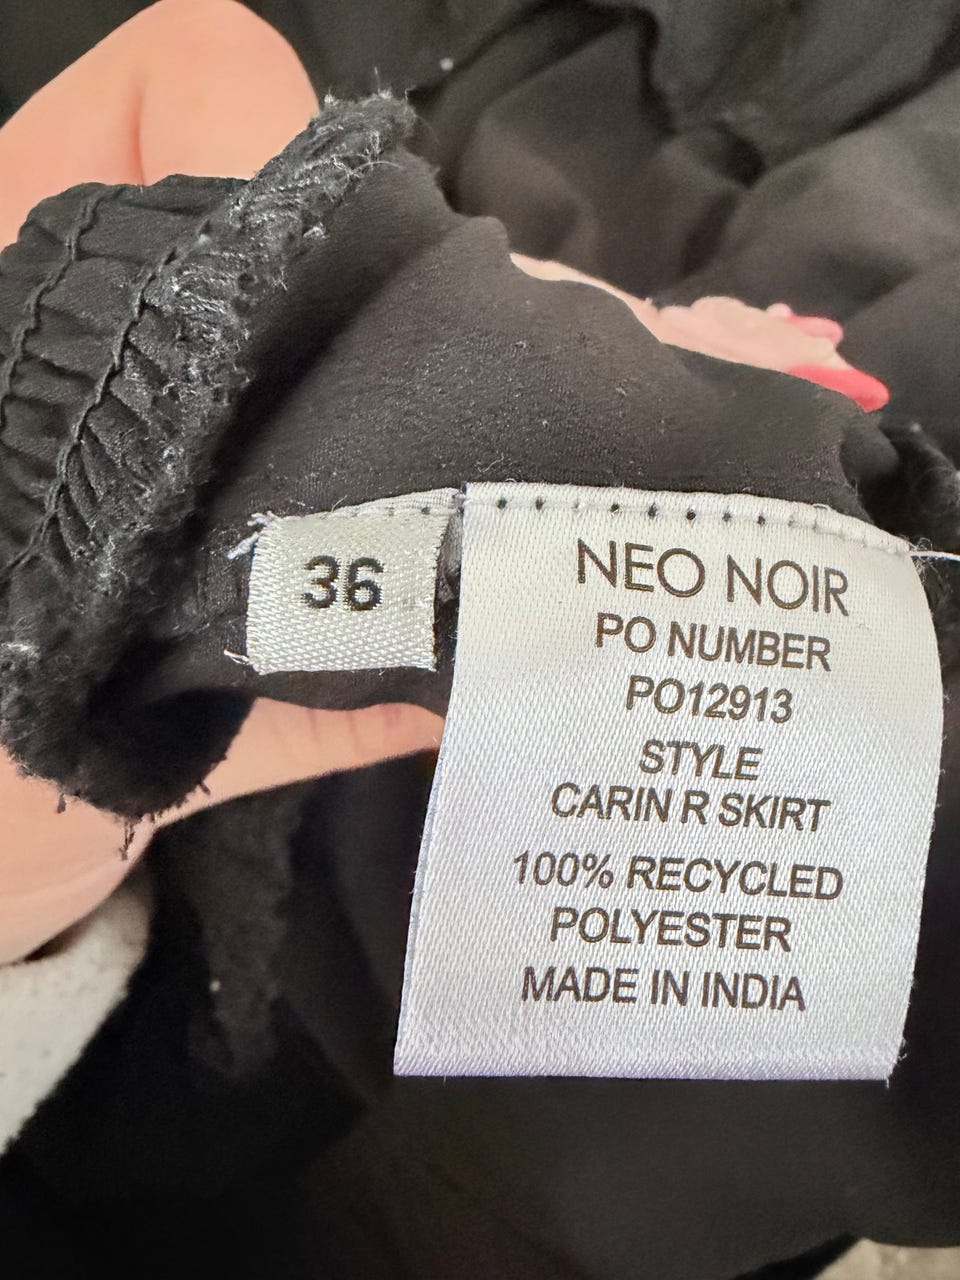 36
NEO NOIR
PO NUMBER
PO12913
STYLE
CARIN R SKIRT
100% RECYCLED
POLYESTER
MADE IN INDIA